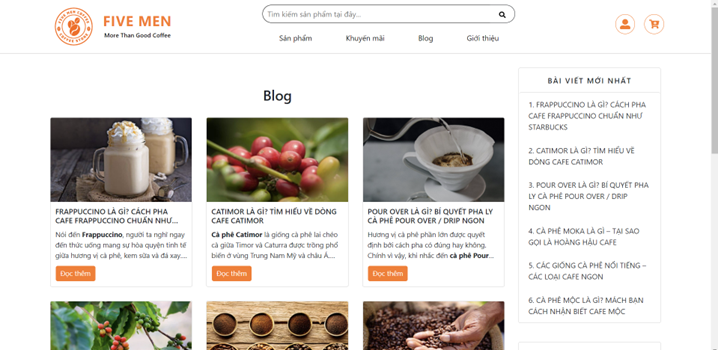 FIVE MEN
More Than Good Coffee
Tìm kiếm sản phẩm tại đây...
Sản phẩm
Khuyến mãi
Blog
Giới thiệu
Blog
FRAPPUCCINO LÀ GÌ? CÁCH PHA
CAFE FRAPPUCCINO CHUẨN NHƯ...
Nói đến Frappuccino, người ta nghĩ ngay
đến thức uống mang sự hòa quyện tinh tế
giữa hương vị cà phê, kem sữa và đá xay....
Đọc thêm
CATIMOR LÀ GÌ? TÌM HIỂU VỀ DÒNG
CAFE CATIMOR
Cà phê Catimor là giống cà phê lai chéo
cà giữa Timor và Caturra được trồng phổ
biến ở vùng Trung Nam Mỹ và châu Á....
Đọc thêm
POUR OVER LÀ GÌ? BÍ QUYẾT PHA LY
CÀ PHÊ POUR OVER / DRIP NGON
Hương vị cà phê phần lớn được quyết
định bởi cách pha có đúng hay không.
Chính vì vậy, khi nhắc đến cà phê Pour...
Đọc thêm
BÀI VIẾT MỚI NHẤT
1. FRAPPUCCINO LÀ GÌ? CÁCH PHA
CAFE FRAPPUCCINO CHUẨN NHƯ
STARBUCKS
2. CATIMOR LÀ GÌ? TÌM HIỂU VỀ
DÒNG CAFE CATIMOR
3. POUR OVER LÀ GÌ? BÍ QUYẾT PHA
LY CÀ PHÊ POUR OVER / DRIP
NGON
4. CÀ PHÊ MOKA LÀ GÌ – TẠI SAO
GỌI LÀ HOÀNG HẬU CAFE
5. CÁC GIỐNG CÀ PHÊ NỔI TIẾNG –
CÁC LOẠI CAFE NGON
6. CÀ PHÊ MỘC LÀ GÌ? MÁCH BẠN
CÁCH NHẬN BIẾT CAFE MỘC